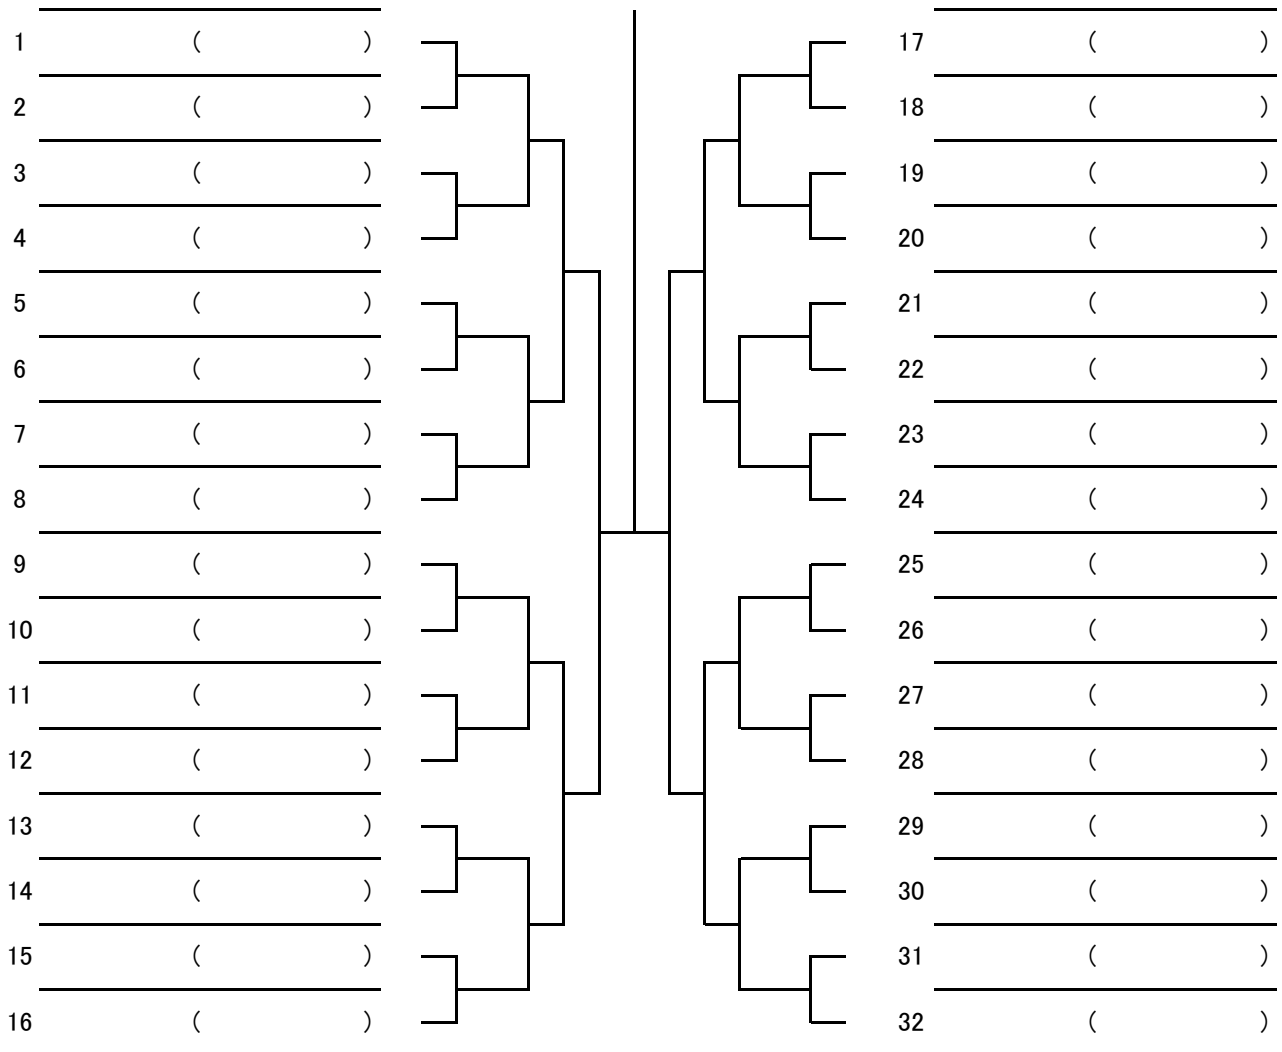 1 ( ) 17 ( )
2 ( ) 18 ( )
3 ( ) 19 ( )
4 ( ) 20 ( )
5 ( ) 21 ( )
6 ( ) 22 ( )
7 ( ) 23 ( )
8 ( ) 24 ( )
9 ( ) 25 ( )
10 ( ) 26 ( )
11 ( ) 27 ( )
12 ( ) 28 ( )
13 ( ) 29 ( )
14 ( ) 30 ( )
15 ( ) 31 ( )
16 ( ) 32 ( )